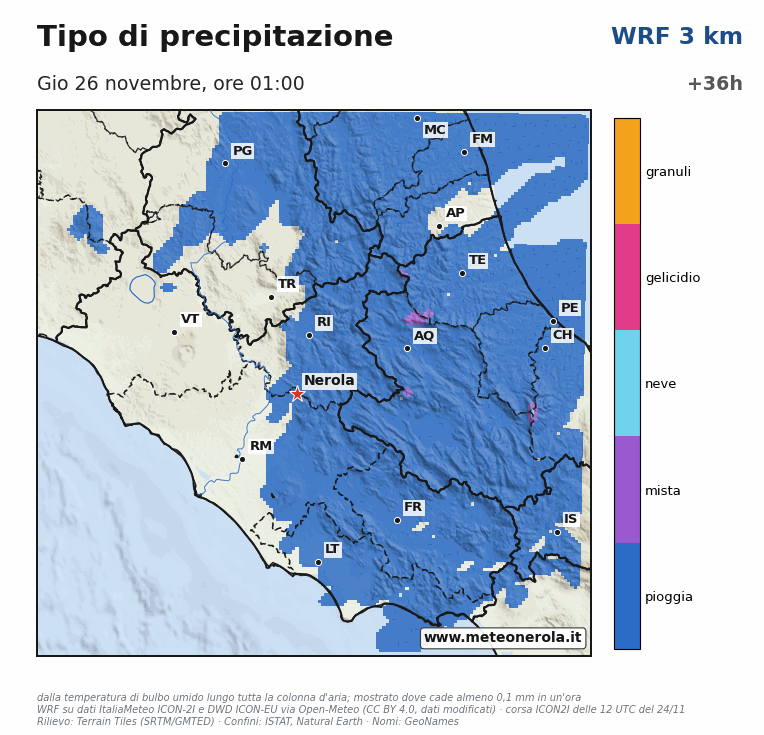 Tipo di precipitazione
WRF 3 km
Gio 26 novembre, ore 01:00
+36h
MC
FM
PG
AP
TE
TR
PE
VT
RI
AQ
CH
Nerola
RM
FR
IS
LT
www.meteonerola.it
granuli
gelicidio
neve
mista
pioggia
dalla temperatura di bulbo umido lungo tutta la colonna d'aria; mostrato dove cade almeno 0,1 mm in un'ora
WRF su dati ItaliaMeteo ICON-2I e DWD ICON-EU via Open-Meteo (CC BY 4.0, dati modificati) · corsa ICON2I delle 12 UTC del 24/11
Rilievo: Terrain Tiles (SRTM/GMTED) · Confini: ISTAT, Natural Earth · Nomi: GeoNames